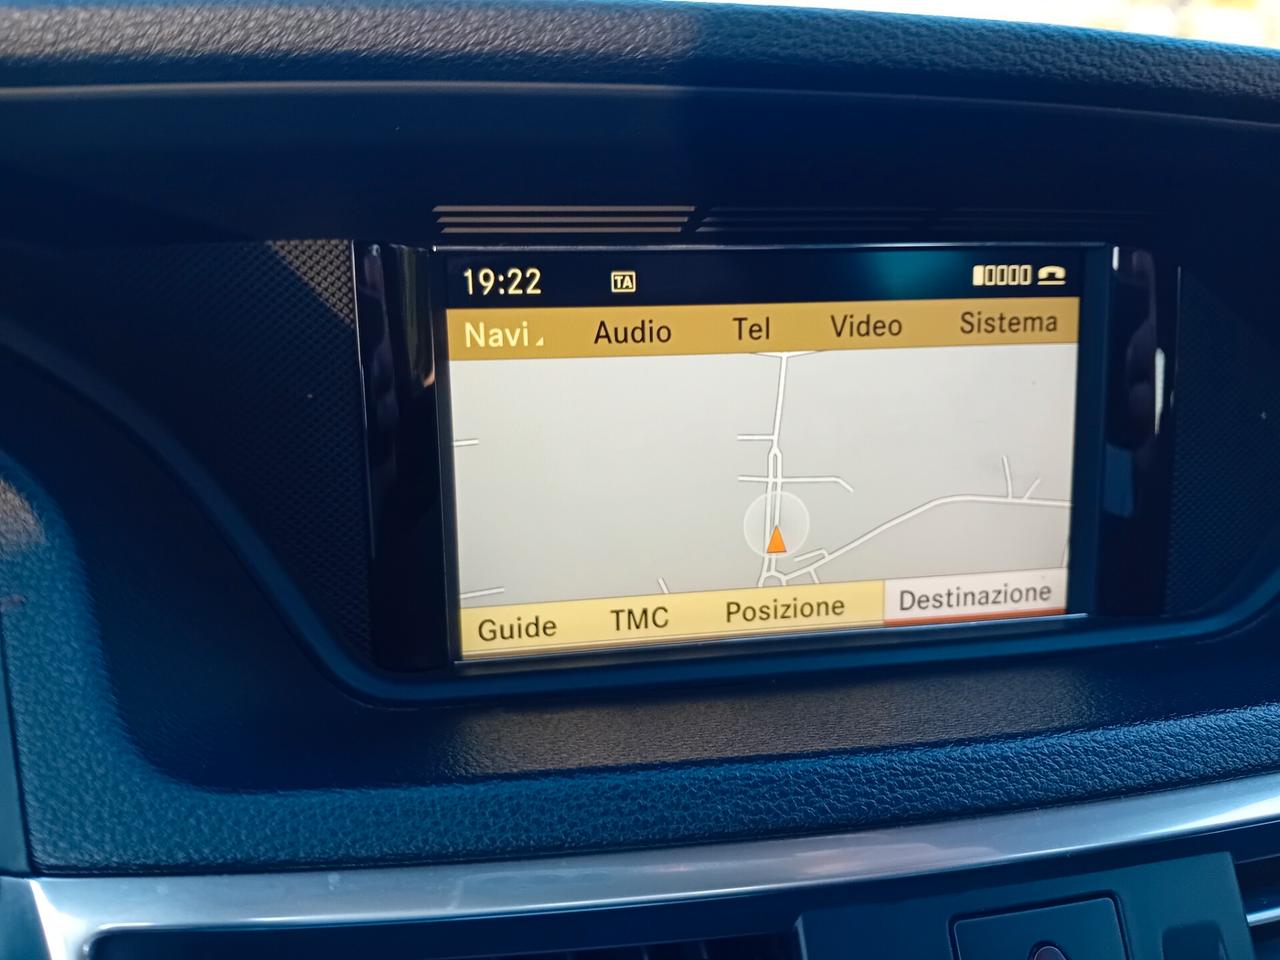 19:22 TA
Navi Audio Tel Video Sistema
Guide TMC Posizione Destinazione